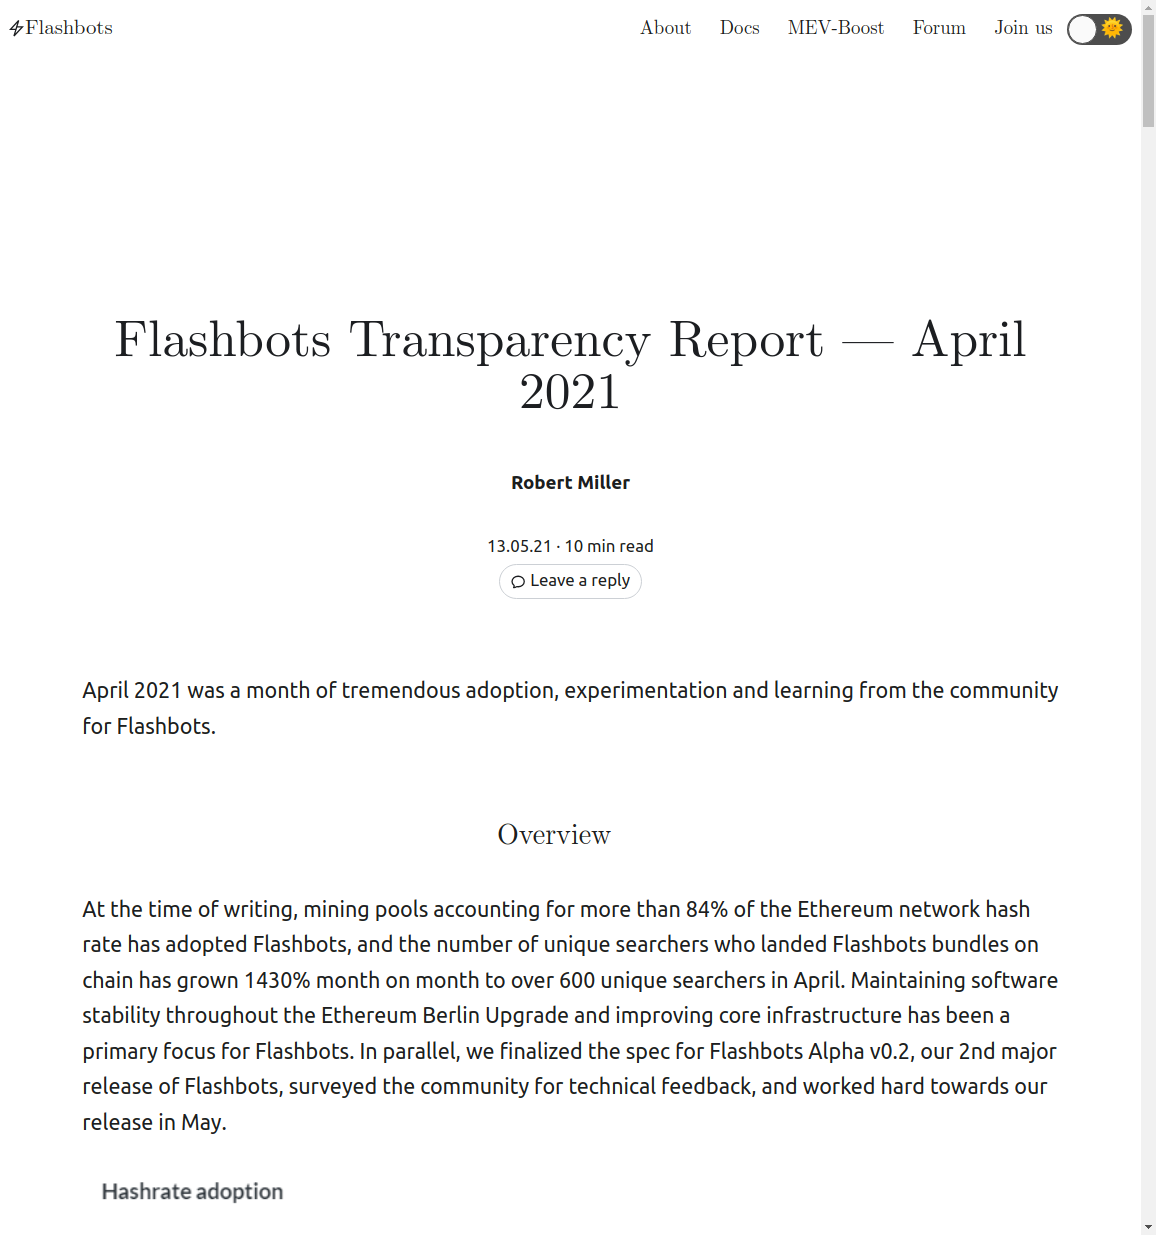 Flashbots
About Docs MEV-Boost Forum Join us
Flashbots Transparency Report — April
2021
Robert Miller
13.05.21 · 10 min read
Leave a reply
April 2021 was a month of tremendous adoption, experimentation and learning from the community
for Flashbots.
Overview
At the time of writing, mining pools accounting for more than 84% of the Ethereum network hash
rate has adopted Flashbots, and the number of unique searchers who landed Flashbots bundles on
chain has grown 1430% month on month to over 600 unique searchers in April. Maintaining software
stability throughout the Ethereum Berlin Upgrade and improving core infrastructure has been a
primary focus for Flashbots. In parallel, we finalized the spec for Flashbots Alpha v0.2, our 2nd major
release of Flashbots, surveyed the community for technical feedback, and worked hard towards our
release in May.
Hashrate adoption